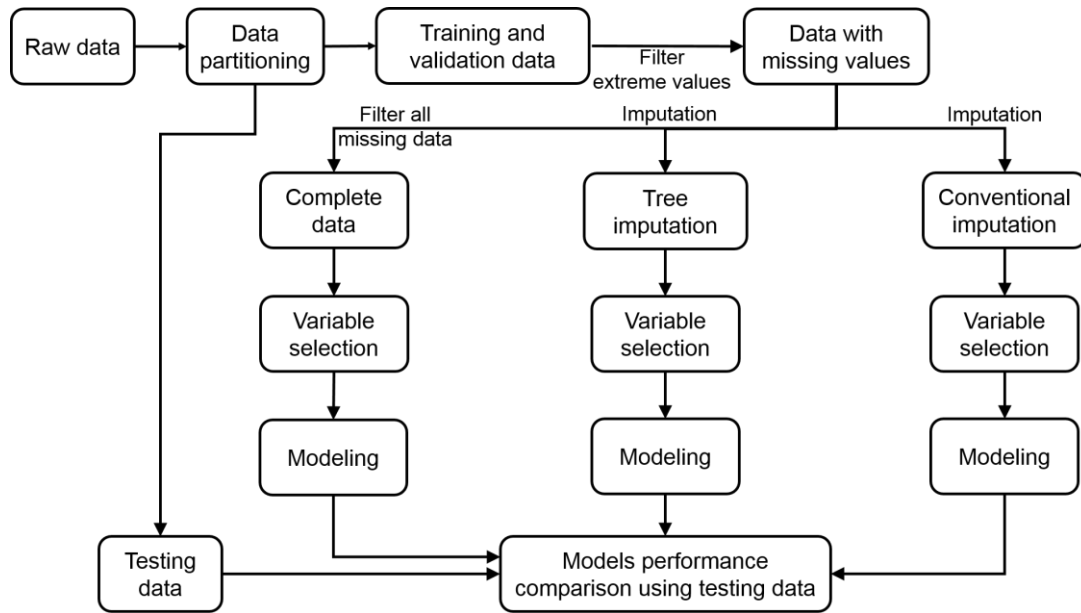 Raw data
Data
partitioning
Training and
validation data
Filter
extreme values
Data with
missing values
Filter all
missing data
Imputation
Imputation
Complete
data
Tree
imputation
Conventional
imputation
Variable
selection
Variable
selection
Variable
selection
Modeling
Modeling
Modeling
Testing
data
Models performance
comparison using testing data